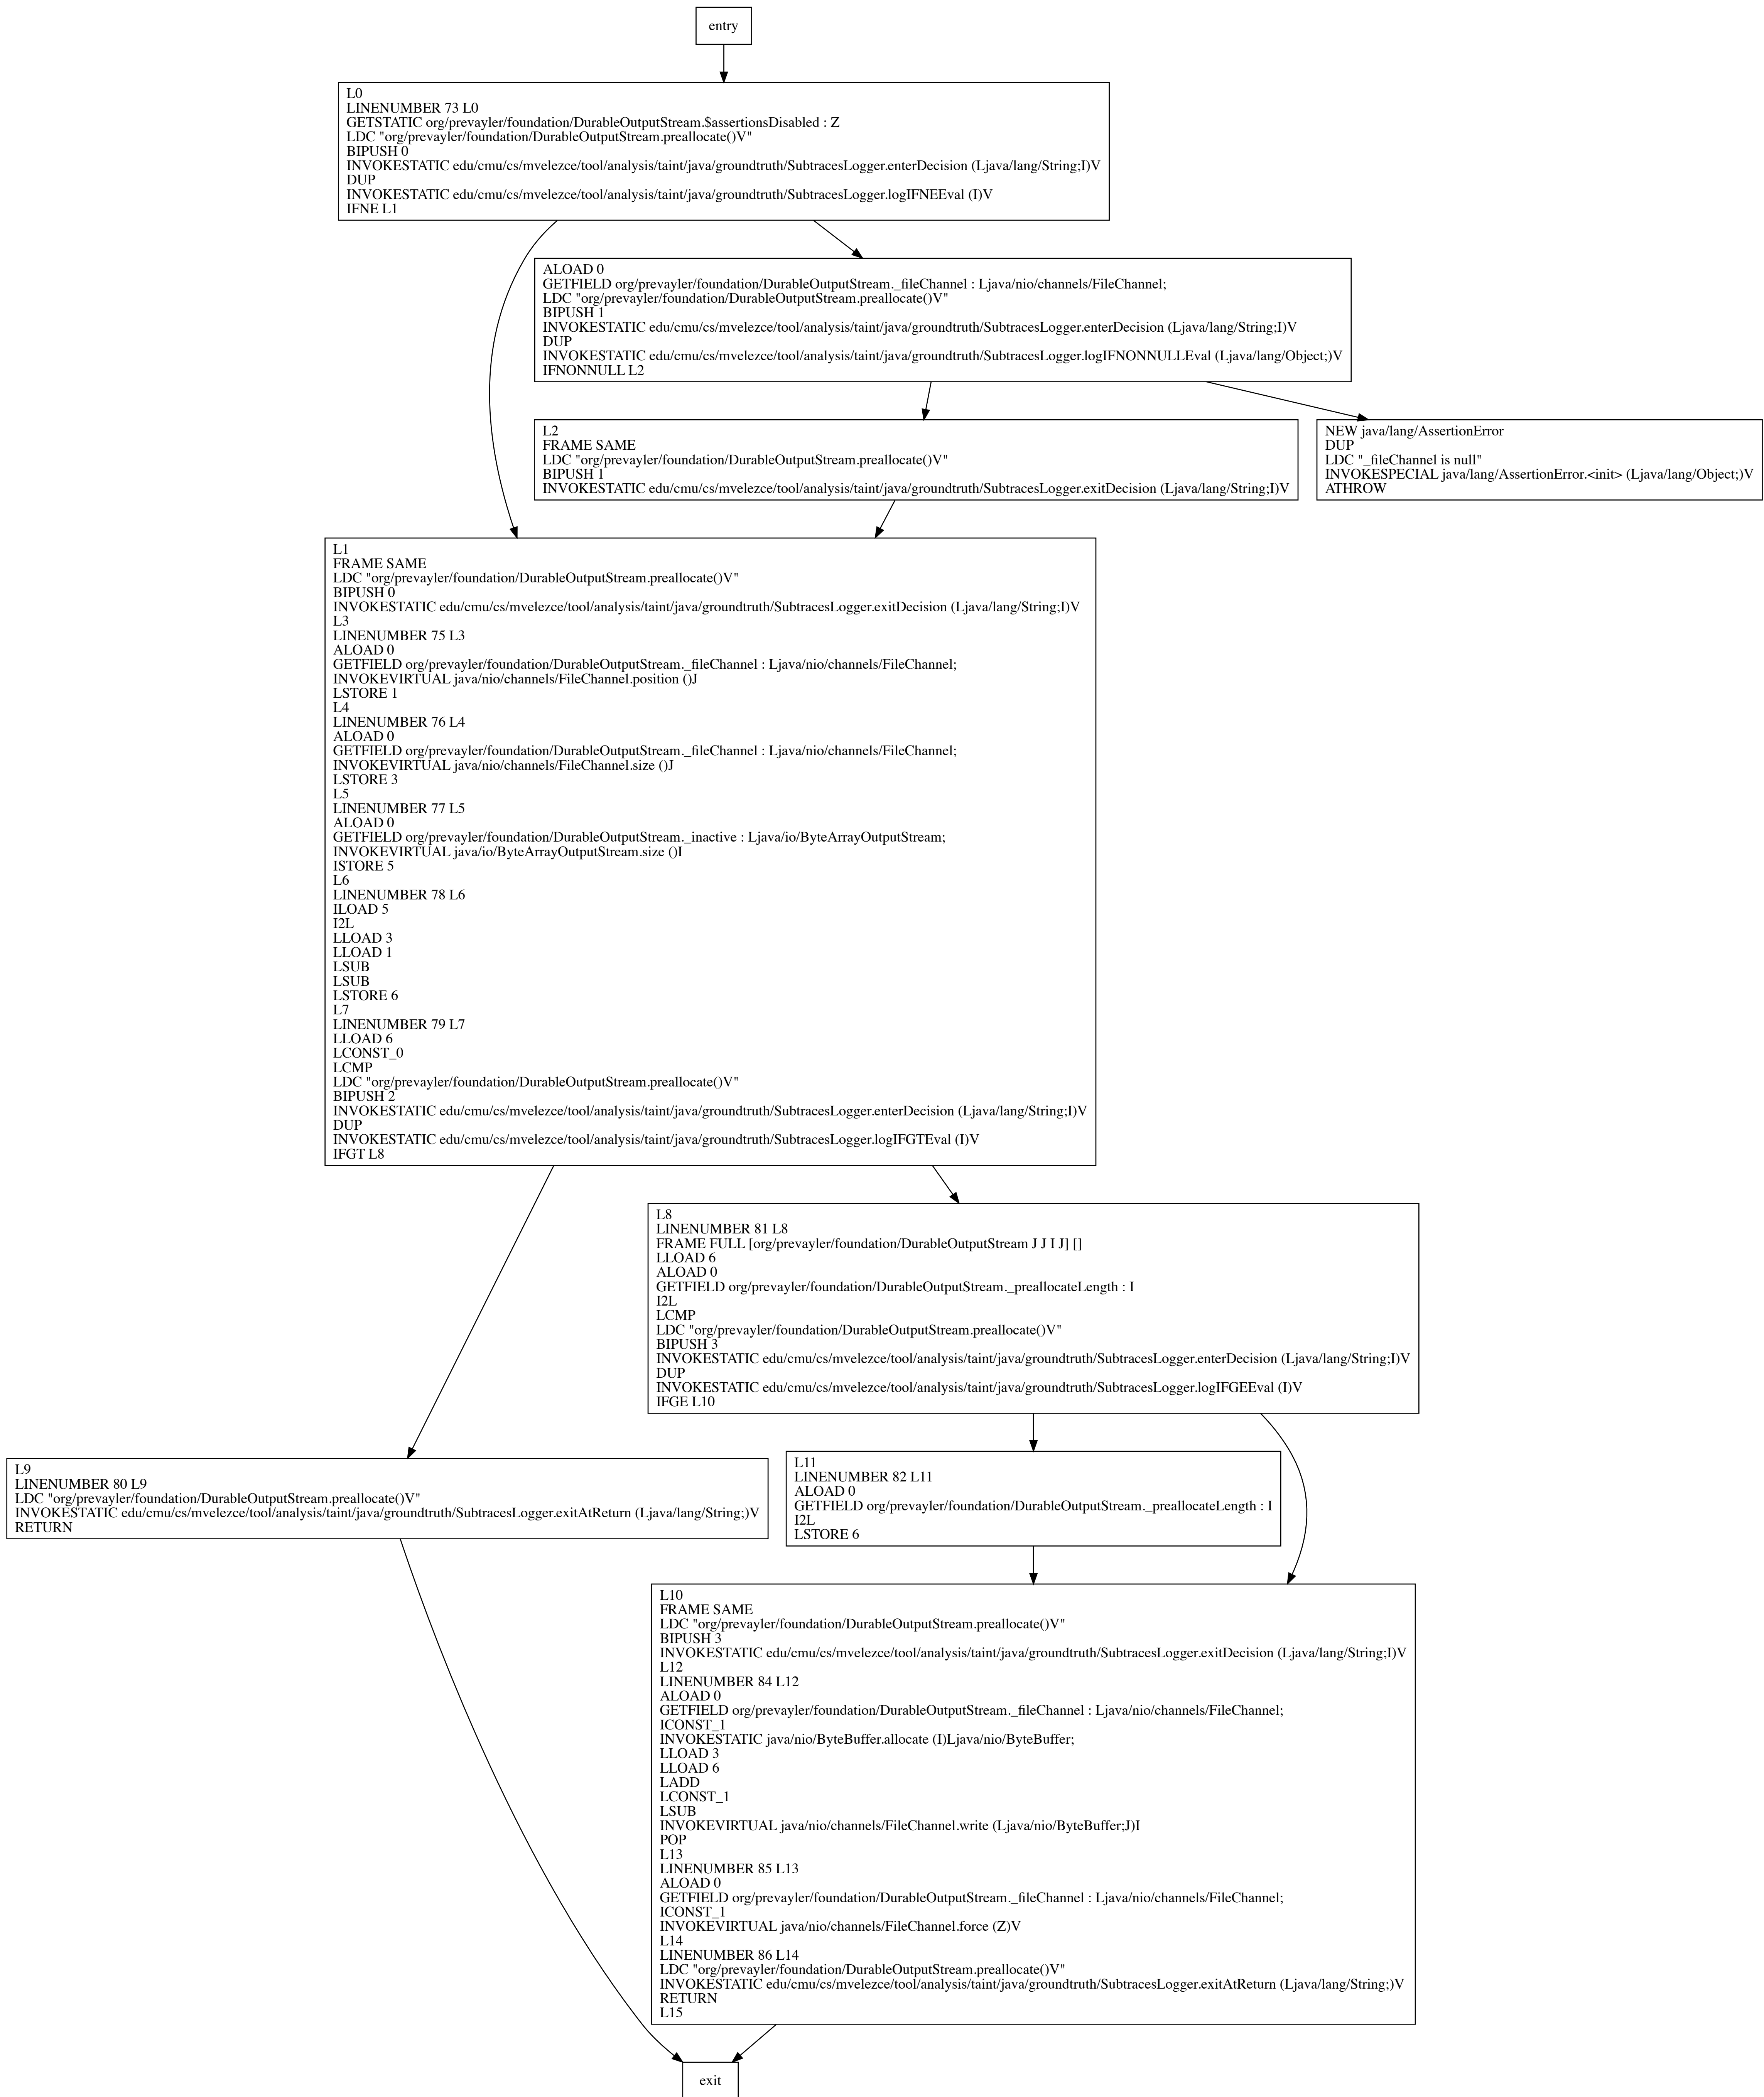 entry
L0
LINENUMBER 73 L0
GETSTATIC org/prevayler/foundation/DurableOutputStream.$assertionsDisabled : Z
LDC "org/prevayler/foundation/DurableOutputStream.preallocate()V"
BIPUSH 0
INVOKESTATIC edu/cmu/cs/mvelezce/tool/analysis/taint/java/groundtruth/SubtracesLogger.enterDecision (Ljava/lang/String;I)V
DUP
INVOKESTATIC edu/cmu/cs/mvelezce/tool/analysis/taint/java/groundtruth/SubtracesLogger.logIFNEEval (I)V
IFNE L1
ALOAD 0
GETFIELD org/prevayler/foundation/DurableOutputStream._fileChannel : Ljava/nio/channels/FileChannel;
LDC "org/prevayler/foundation/DurableOutputStream.preallocate()V"
BIPUSH 1
INVOKESTATIC edu/cmu/cs/mvelezce/tool/analysis/taint/java/groundtruth/SubtracesLogger.enterDecision (Ljava/lang/String;I)V
DUP
INVOKESTATIC edu/cmu/cs/mvelezce/tool/analysis/taint/java/groundtruth/SubtracesLogger.logIFNONNULLEval (Ljava/lang/Object;)V
IFNONNULL L2
L2
FRAME SAME
LDC "org/prevayler/foundation/DurableOutputStream.preallocate()V"
BIPUSH 1
INVOKESTATIC edu/cmu/cs/mvelezce/tool/analysis/taint/java/groundtruth/SubtracesLogger.exitDecision (Ljava/lang/String;I)V
NEW java/lang/AssertionError
DUP
LDC "_fileChannel is null"
INVOKESPECIAL java/lang/AssertionError.<init> (Ljava/lang/Object;)V
ATHROW
L1
FRAME SAME
LDC "org/prevayler/foundation/DurableOutputStream.preallocate()V"
BIPUSH 0
INVOKESTATIC edu/cmu/cs/mvelezce/tool/analysis/taint/java/groundtruth/SubtracesLogger.exitDecision (Ljava/lang/String;I)V
L3
LINENUMBER 75 L3
ALOAD 0
GETFIELD org/prevayler/foundation/DurableOutputStream._fileChannel : Ljava/nio/channels/FileChannel;
INVOKEVIRTUAL java/nio/channels/FileChannel.position ()J
LSTORE 1
L4
LINENUMBER 76 L4
ALOAD 0
GETFIELD org/prevayler/foundation/DurableOutputStream._fileChannel : Ljava/nio/channels/FileChannel;
INVOKEVIRTUAL java/nio/channels/FileChannel.size ()J
LSTORE 3
L5
LINENUMBER 77 L5
ALOAD 0
GETFIELD org/prevayler/foundation/DurableOutputStream._inactive : Ljava/io/ByteArrayOutputStream;
INVOKEVIRTUAL java/io/ByteArrayOutputStream.size ()I
ISTORE 5
L6
LINENUMBER 78 L6
ILOAD 5
I2L
LLOAD 3
LLOAD 1
LSUB
LSUB
LSTORE 6
L7
LINENUMBER 79 L7
LLOAD 6
LCONST_0
LCMP
LDC "org/prevayler/foundation/DurableOutputStream.preallocate()V"
BIPUSH 2
INVOKESTATIC edu/cmu/cs/mvelezce/tool/analysis/taint/java/groundtruth/SubtracesLogger.enterDecision (Ljava/lang/String;I)V
DUP
INVOKESTATIC edu/cmu/cs/mvelezce/tool/analysis/taint/java/groundtruth/SubtracesLogger.logIFGTEval (I)V
IFGT L8
L8
LINENUMBER 81 L8
FRAME FULL [org/prevayler/foundation/DurableOutputStream J J I J] []
LLOAD 6
ALOAD 0
GETFIELD org/prevayler/foundation/DurableOutputStream._preallocateLength : I
I2L
LCMP
LDC "org/prevayler/foundation/DurableOutputStream.preallocate()V"
BIPUSH 3
INVOKESTATIC edu/cmu/cs/mvelezce/tool/analysis/taint/java/groundtruth/SubtracesLogger.enterDecision (Ljava/lang/String;I)V
DUP
INVOKESTATIC edu/cmu/cs/mvelezce/tool/analysis/taint/java/groundtruth/SubtracesLogger.logIFGEEval (I)V
IFGE L10
L9
LINENUMBER 80 L9
LDC "org/prevayler/foundation/DurableOutputStream.preallocate()V"
INVOKESTATIC edu/cmu/cs/mvelezce/tool/analysis/taint/java/groundtruth/SubtracesLogger.exitAtReturn (Ljava/lang/String;)V
RETURN
L11
LINENUMBER 82 L11
ALOAD 0
GETFIELD org/prevayler/foundation/DurableOutputStream._preallocateLength : I
I2L
LSTORE 6
L10
FRAME SAME
LDC "org/prevayler/foundation/DurableOutputStream.preallocate()V"
BIPUSH 3
INVOKESTATIC edu/cmu/cs/mvelezce/tool/analysis/taint/java/groundtruth/SubtracesLogger.exitDecision (Ljava/lang/String;I)V
L12
LINENUMBER 84 L12
ALOAD 0
GETFIELD org/prevayler/foundation/DurableOutputStream._fileChannel : Ljava/nio/channels/FileChannel;
ICONST_1
INVOKESTATIC java/nio/ByteBuffer.allocate (I)Ljava/nio/ByteBuffer;
LLOAD 3
LLOAD 6
LADD
LCONST_1
LSUB
INVOKEVIRTUAL java/nio/channels/FileChannel.write (Ljava/nio/ByteBuffer;J)I
POP
L13
LINENUMBER 85 L13
ALOAD 0
GETFIELD org/prevayler/foundation/DurableOutputStream._fileChannel : Ljava/nio/channels/FileChannel;
ICONST_1
INVOKEVIRTUAL java/nio/channels/FileChannel.force (Z)V
L14
LINENUMBER 86 L14
LDC "org/prevayler/foundation/DurableOutputStream.preallocate()V"
INVOKESTATIC edu/cmu/cs/mvelezce/tool/analysis/taint/java/groundtruth/SubtracesLogger.exitAtReturn (Ljava/lang/String;)V
RETURN
L15
exit